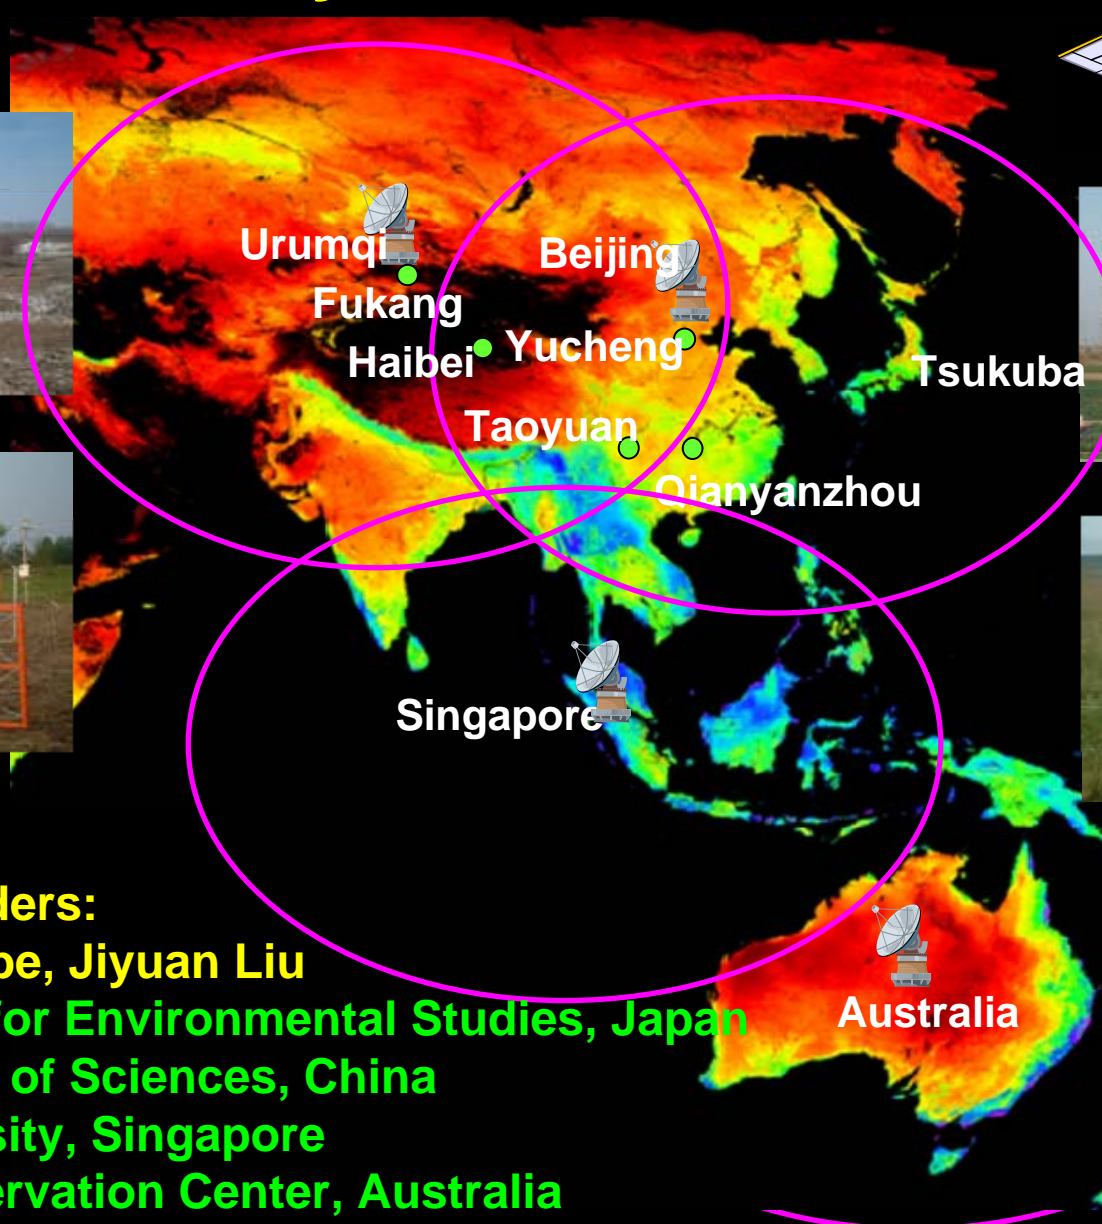 Urumqi
Beijing
Fukang
Haibei
Yucheng
Tsukuba
Taoyuan
Qianyanzhou
Singapore
ders:
be, Jiyuan Liu
for Environmental Studies, Japan
Australia
of Sciences, China
sity, Singapore
ervation Center, Australia